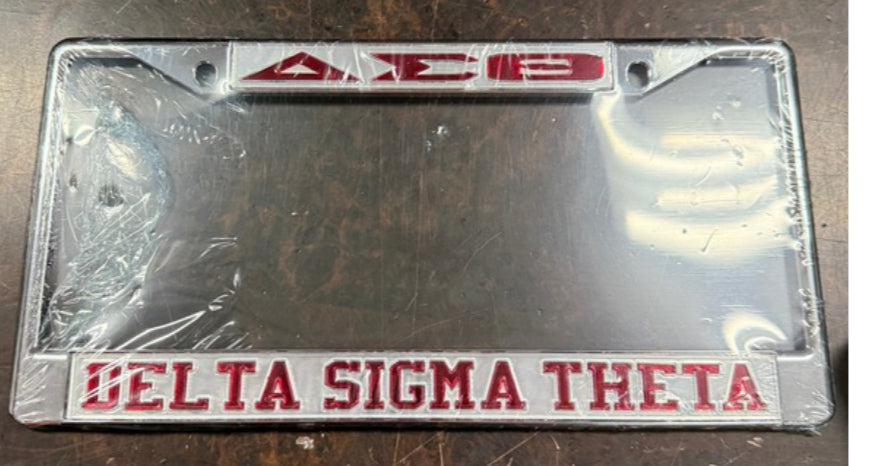 ΔΣΘ
DELTA SIGMA THETA